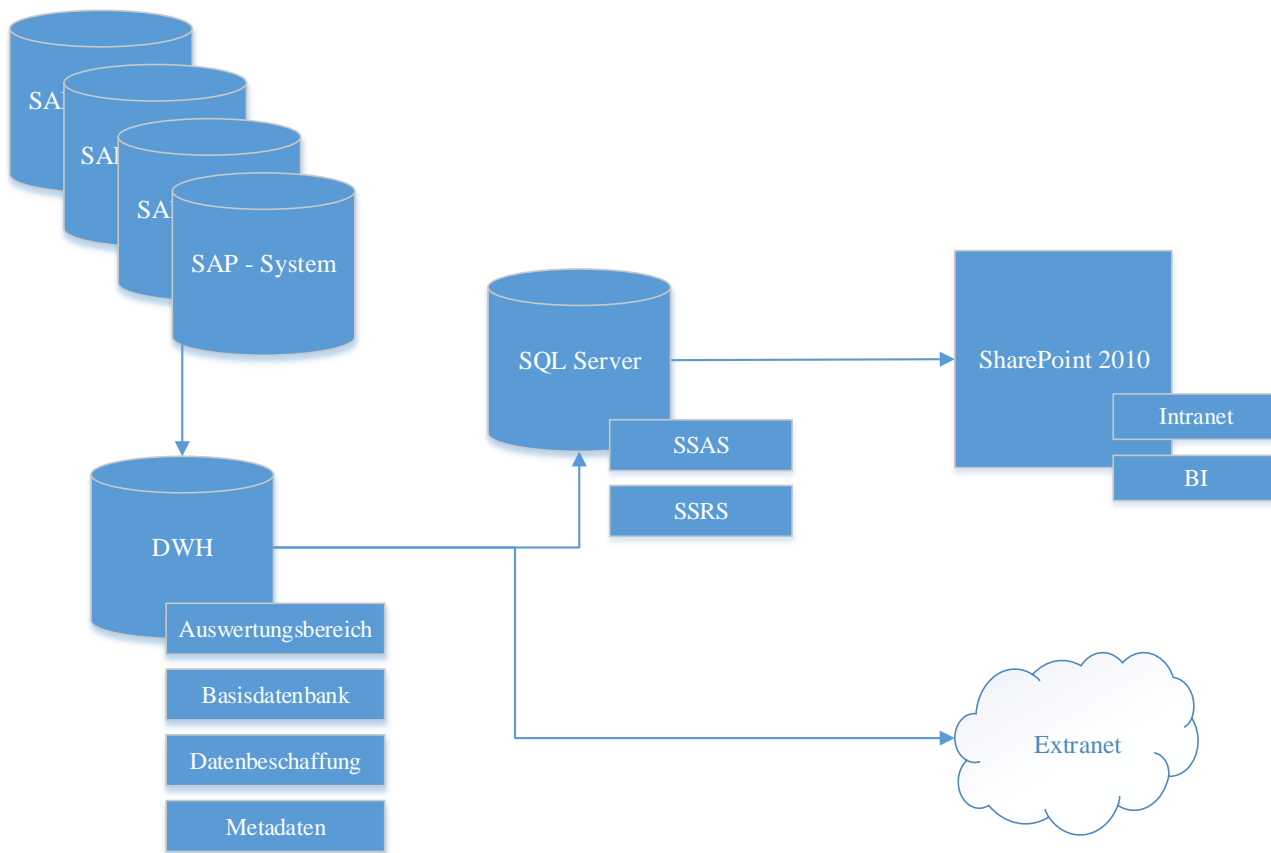 SAP - System
SQL Server
SSAS
SSRS
SharePoint 2010
Intranet
BI
DWH
Auswertungsbereich
Basisdatenbank
Datenbeschaffung
Metadaten
Extranet